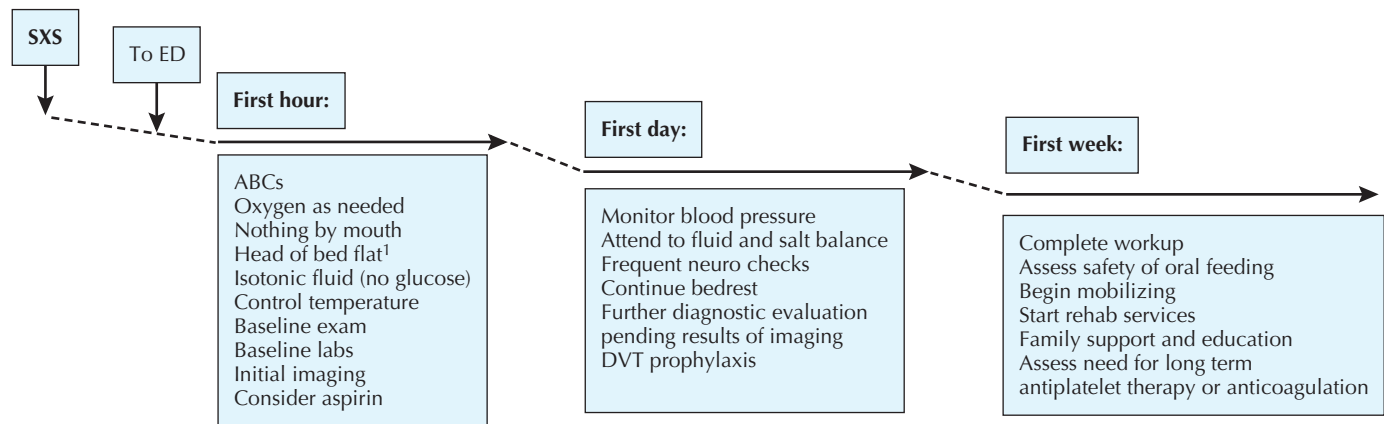 SXS
To ED
First hour:
ABCs
Oxygen as needed
Nothing by mouth
Head of bed flat¹
Isotonic fluid (no glucose)
Control temperature
Baseline exam
Baseline labs
Initial imaging
Consider aspirin
First day:
Monitor blood pressure
Attend to fluid and salt balance
Frequent neuro checks
Continue bedrest
Further diagnostic evaluation
pending results of imaging
DVT prophylaxis
First week:
Complete workup
Assess safety of oral feeding
Begin mobilizing
Start rehab services
Family support and education
Assess need for long term
antiplatelet therapy or anticoagulation